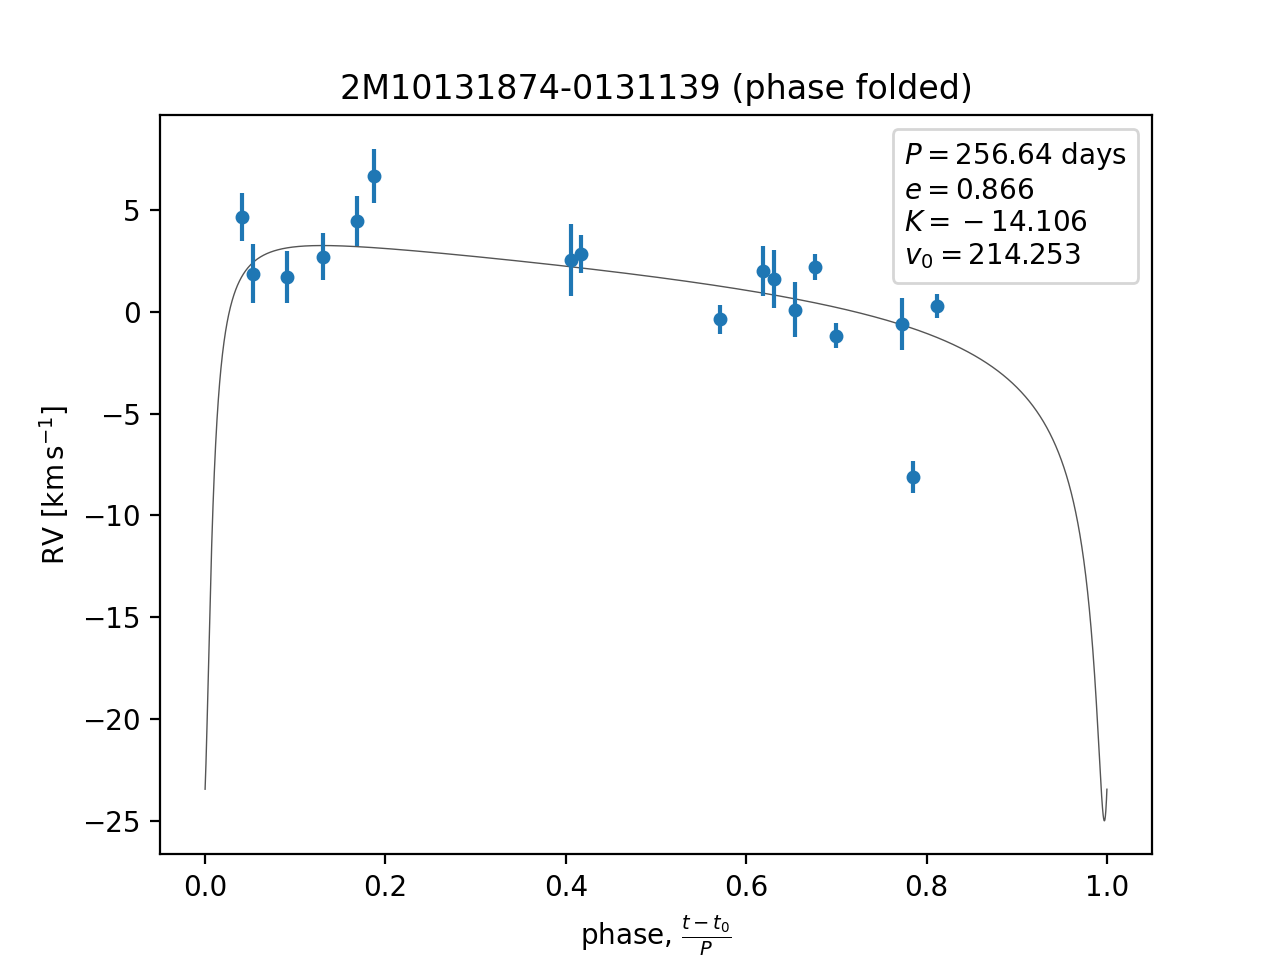 2M10131874-0131139 (phase folded)
P = 256.64 days
e = 0.866
K = −14.106
v₀ = 214.253
5
0
−5
−10
−15
−20
−25
RV [km s⁻¹]
0.0 0.2 0.4 0.6 0.8 1.0
phase, (t − t₀)/P